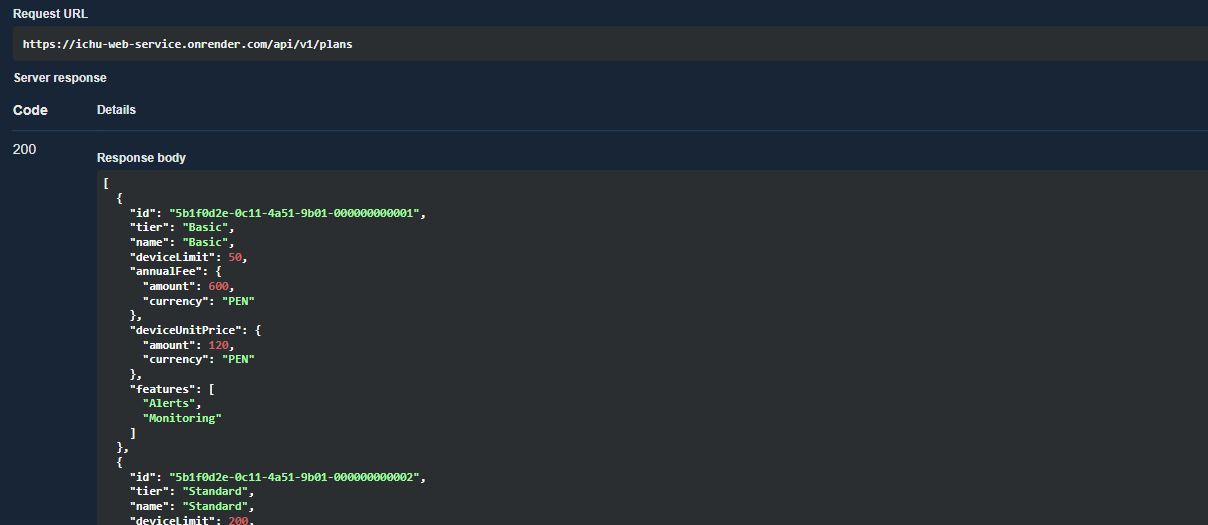 Request URL
https://ichu-web-service.onrender.com/api/v1/plans
Server response
Code Details
200
Response body
[
{
"id": "5b1f0d2e-0c11-4a51-9b01-000000000001",
"tier": "Basic",
"name": "Basic",
"deviceLimit": 50,
"annualFee": {
"amount": 600,
"currency": "PEN"
},
"deviceUnitPrice": {
"amount": 120,
"currency": "PEN"
},
"features": [
"Alerts",
"Monitoring"
]
},
{
"id": "5b1f0d2e-0c11-4a51-9b01-000000000002",
"tier": "Standard",
"name": "Standard",
"deviceLimit": 200,